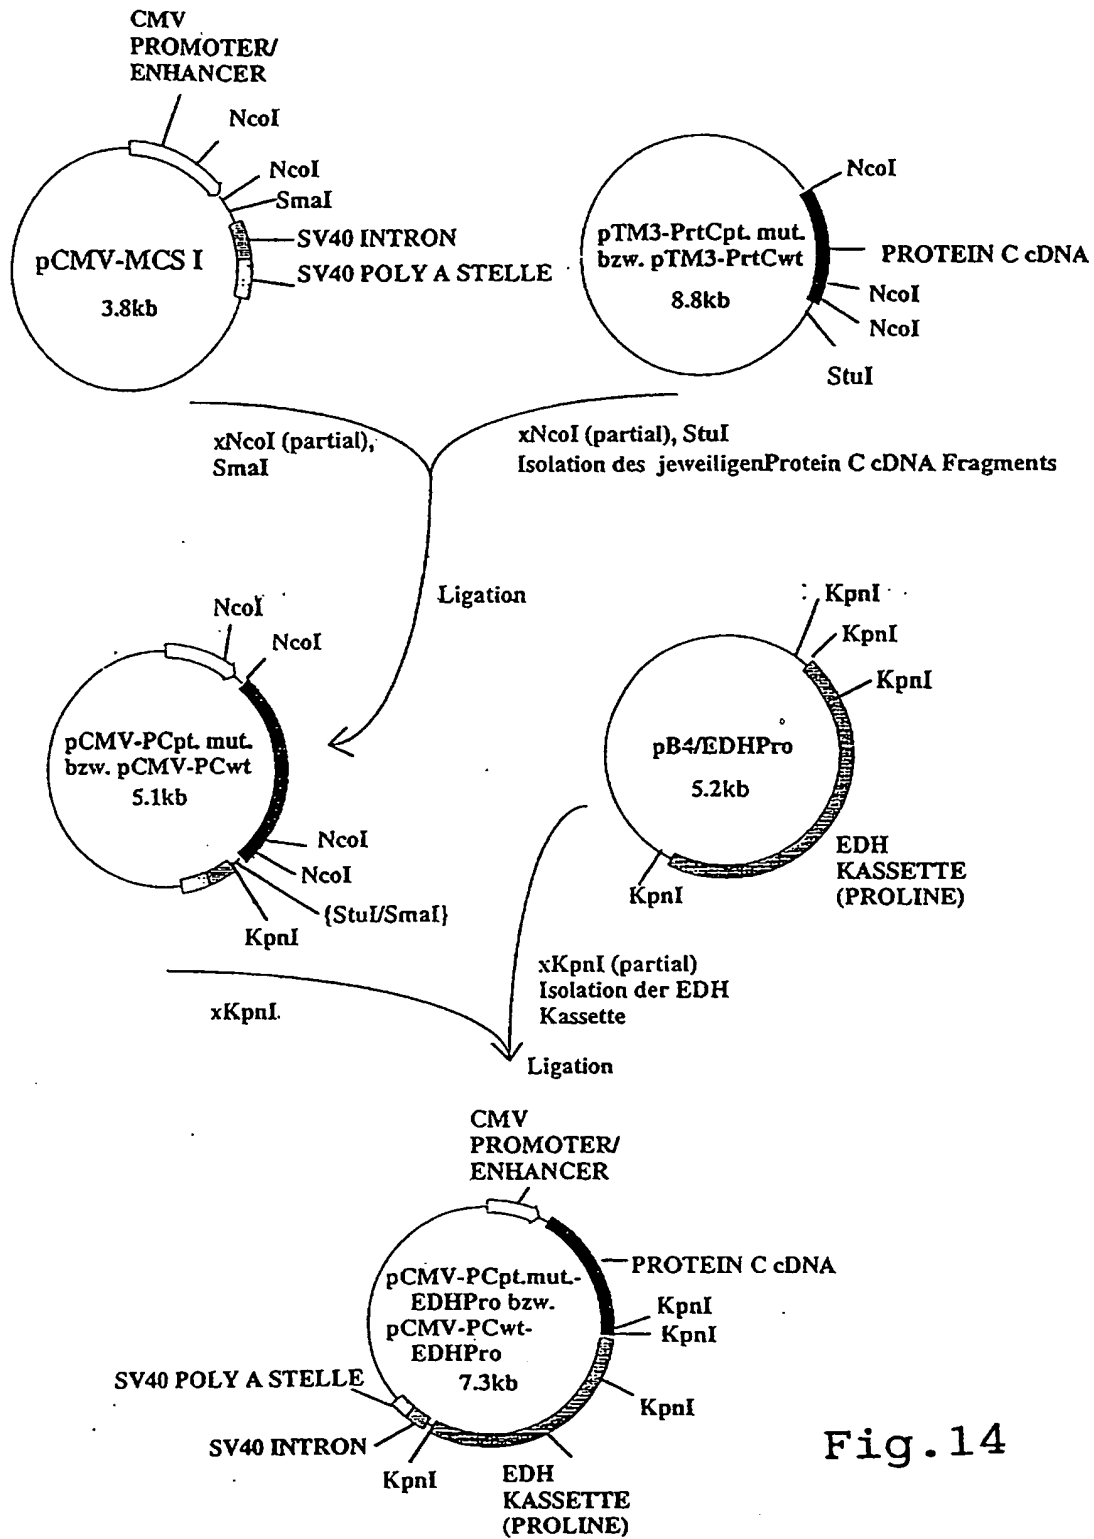 CMV
PROMOTER/
ENHANCER
NcoI
NcoI
SmaI
SV40 INTRON
SV40 POLY A STELLE
pCMV-MCS I
3.8kb
NcoI
pTM3-PrtCpt. mut.
bzw. pTM3-PrtCwt
8.8kb
PROTEIN C cDNA
NcoI
NcoI
StuI
xNcoI (partial),
SmaI
xNcoI (partial), StuI
Isolation des jeweiligenProtein C cDNA Fragments
Ligation
NcoI
NcoI
pCMV-PCpt. mut.
bzw. pCMV-PCwt
5.1kb
NcoI
NcoI
{StuI/SmaI}
KpnI
KpnI
KpnI
KpnI
pB4/EDHPro
5.2kb
EDH
KASSETTE
(PROLINE)
KpnI
xKpnI.
xKpnI (partial)
Isolation der EDH
Kassette
Ligation
CMV
PROMOTER/
ENHANCER
PROTEIN C cDNA
pCMV-PCpt.mut.-
EDHPro bzw.
pCMV-PCwt-
EDHPro
7.3kb
KpnI
KpnI
KpnI
SV40 POLY A STELLE
SV40 INTRON
KpnI
EDH
KASSETTE
(PROLINE)
Fig.14